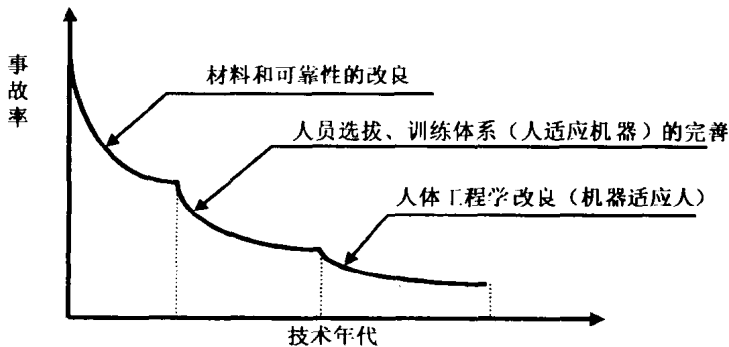 事故率
材料和可靠性的改良
人员选拔、训练体系（人适应机器）的完善
人体工程学改良（机器适应人）
技术年代